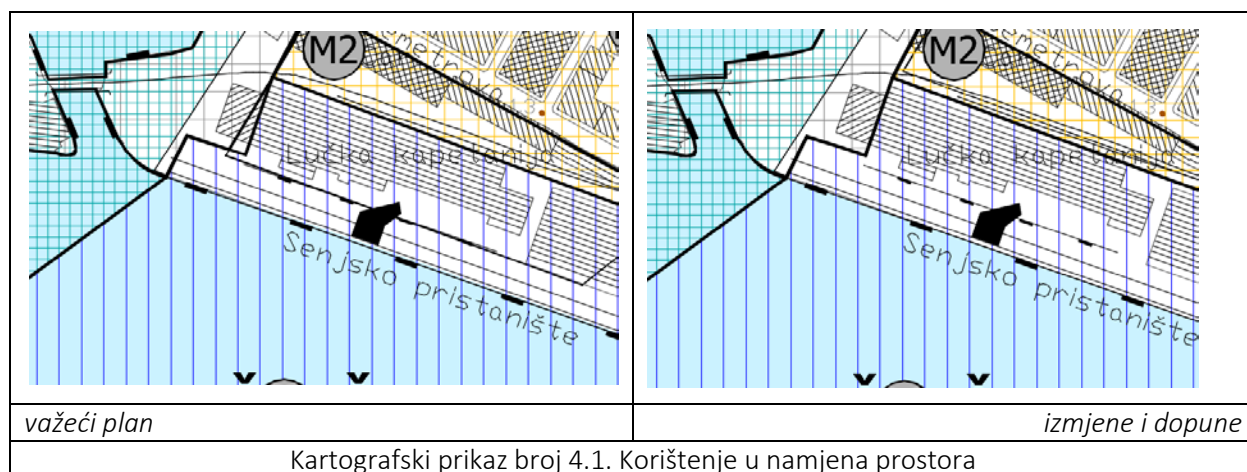 M2
Lučka kapetanija
Senjsko pristanište
M2
Lučka kapetanija
Senjsko pristanište
važeći plan
izmjene i dopune
Kartografski prikaz broj 4.1. Korištenje u namjena prostora